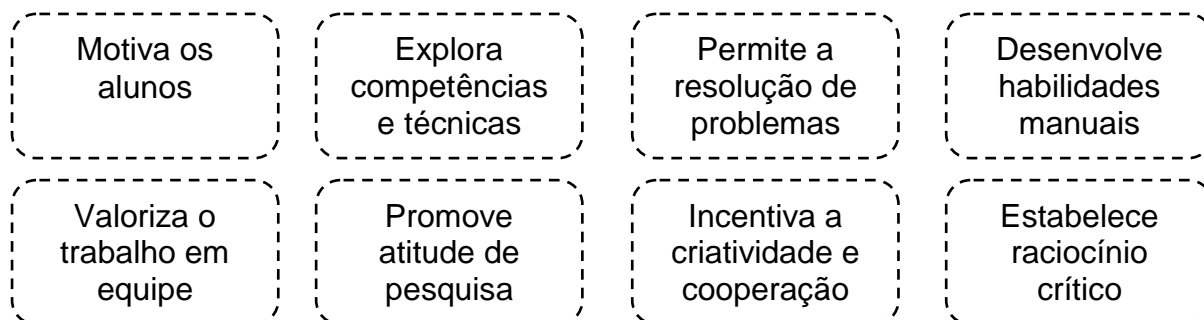 Motiva os
alunos
Explora
competências
e técnicas
Permite a
resolução de
problemas
Desenvolve
habilidades
manuais
Valoriza o
trabalho em
equipe
Promove
atitude de
pesquisa
Incentiva a
criatividade e
cooperação
Estabelece
raciocínio
crítico